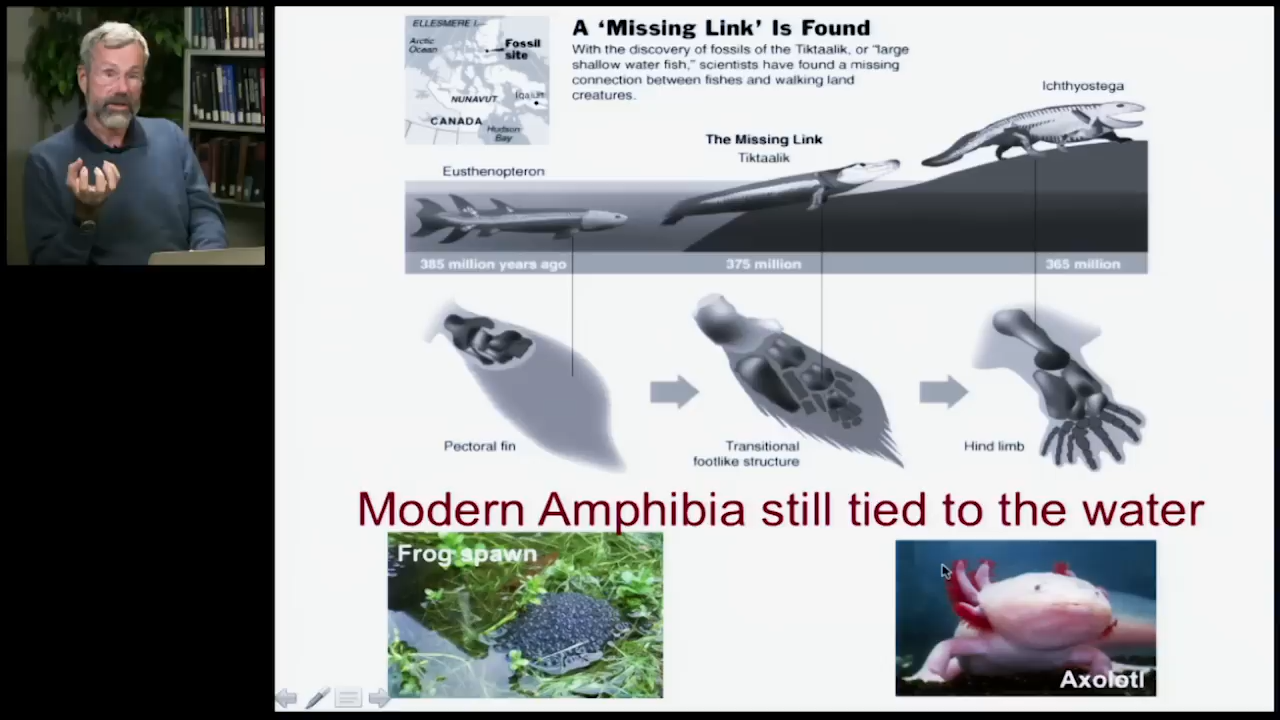 ELLESMERE I.
Arctic
Ocean
Fossil
site
NUNAVUT
Iqaluit
CANADA
Hudson
Bay
A 'Missing Link' Is Found
With the discovery of fossils of the Tiktaalik, or "large
shallow water fish," scientists have found a missing
connection between fishes and walking land
creatures.
Ichthyostega
The Missing Link
Tiktaalik
Eusthenopteron
385 million years ago
375 million
365 million
Pectoral fin
Transitional
footlike structure
Hind limb
Modern Amphibia still tied to the water
Frog spawn
Axolotl